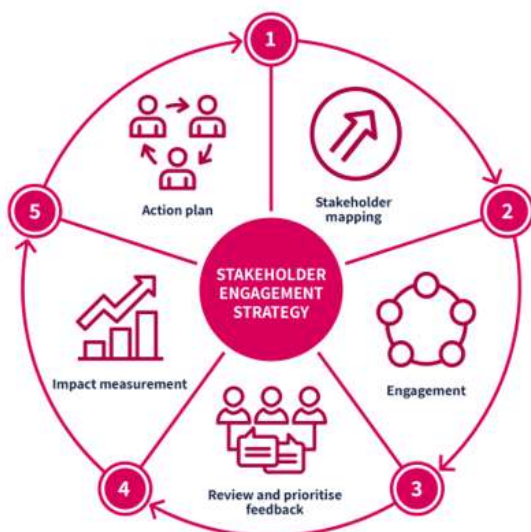 1
Stakeholder
mapping
2
Engagement
3
Review and prioritise
feedback
4
Impact measurement
5
Action plan
STAKEHOLDER
ENGAGEMENT
STRATEGY